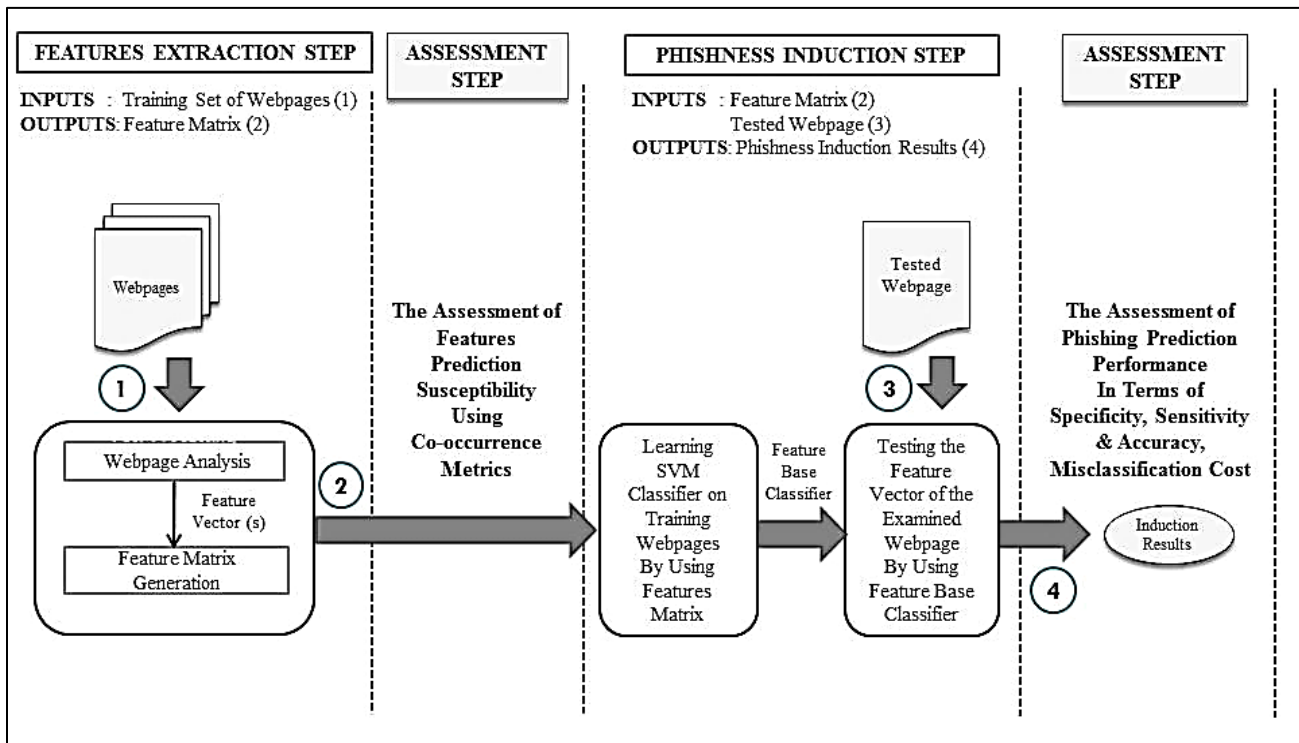 FEATURES EXTRACTION STEP
INPUTS : Training Set of Webpages (1)
OUTPUTS: Feature Matrix (2)
Webpages
1
Webpage Analysis
Feature
Vector (s)
Feature Matrix
Generation
2
ASSESSMENT
STEP
The Assessment of
Features
Prediction
Susceptibility
Using
Co-occurrence
Metrics
PHISHNESS INDUCTION STEP
INPUTS : Feature Matrix (2)
Tested Webpage (3)
OUTPUTS: Phishness Induction Results (4)
Tested
Webpage
3
Learning
SVM
Classifier on
Training
Webpages
By Using
Features
Matrix
Feature
Base
Classifier
Testing the
Feature
Vector of the
Examined
Webpage
By Using
Feature Base
Classifier
4
ASSESSMENT
STEP
The Assessment of
Phishing Prediction
Performance
In Terms of
Specificity, Sensitivity
& Accuracy,
Misclassification Cost
Induction
Results